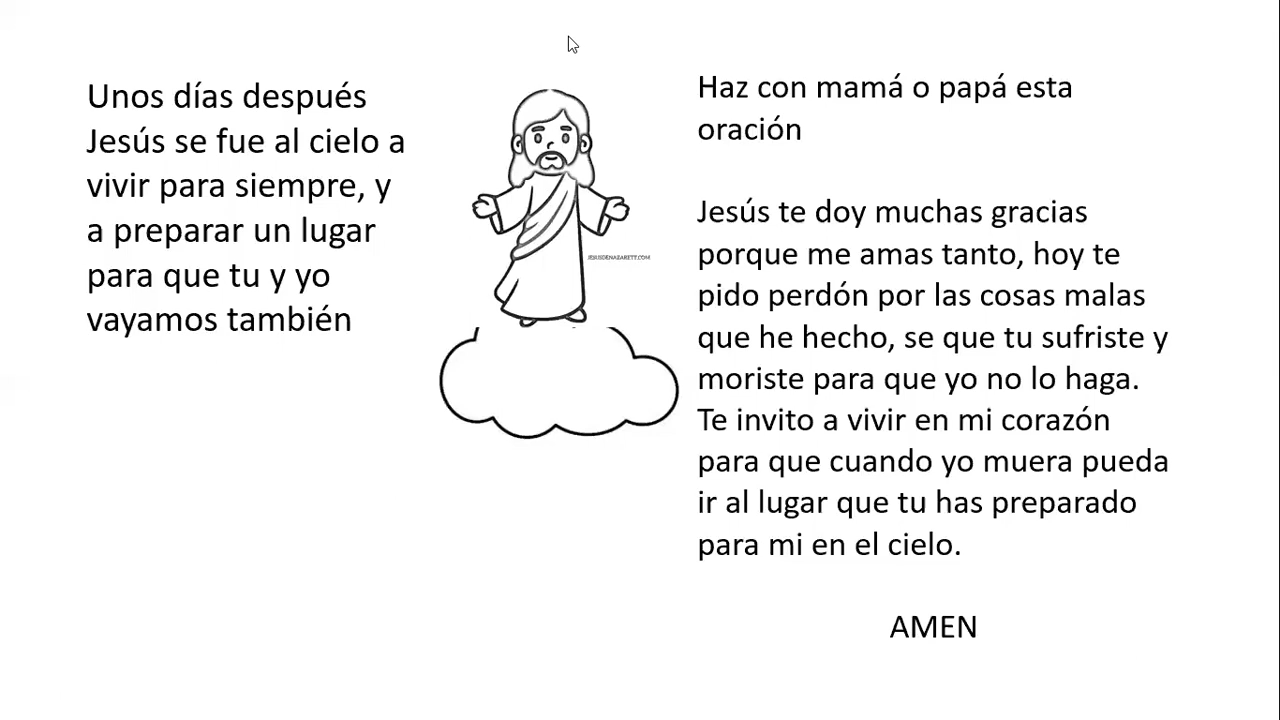 Unos días después
Jesús se fue al cielo a
vivir para siempre, y
a preparar un lugar
para que tu y yo
vayamos también
JESUSDENAZARETT.COM
Haz con mamá o papá esta
oración
Jesús te doy muchas gracias
porque me amas tanto, hoy te
pido perdón por las cosas malas
que he hecho, se que tu sufriste y
moriste para que yo no lo haga.
Te invito a vivir en mi corazón
para que cuando yo muera pueda
ir al lugar que tu has preparado
para mi en el cielo.
AMEN